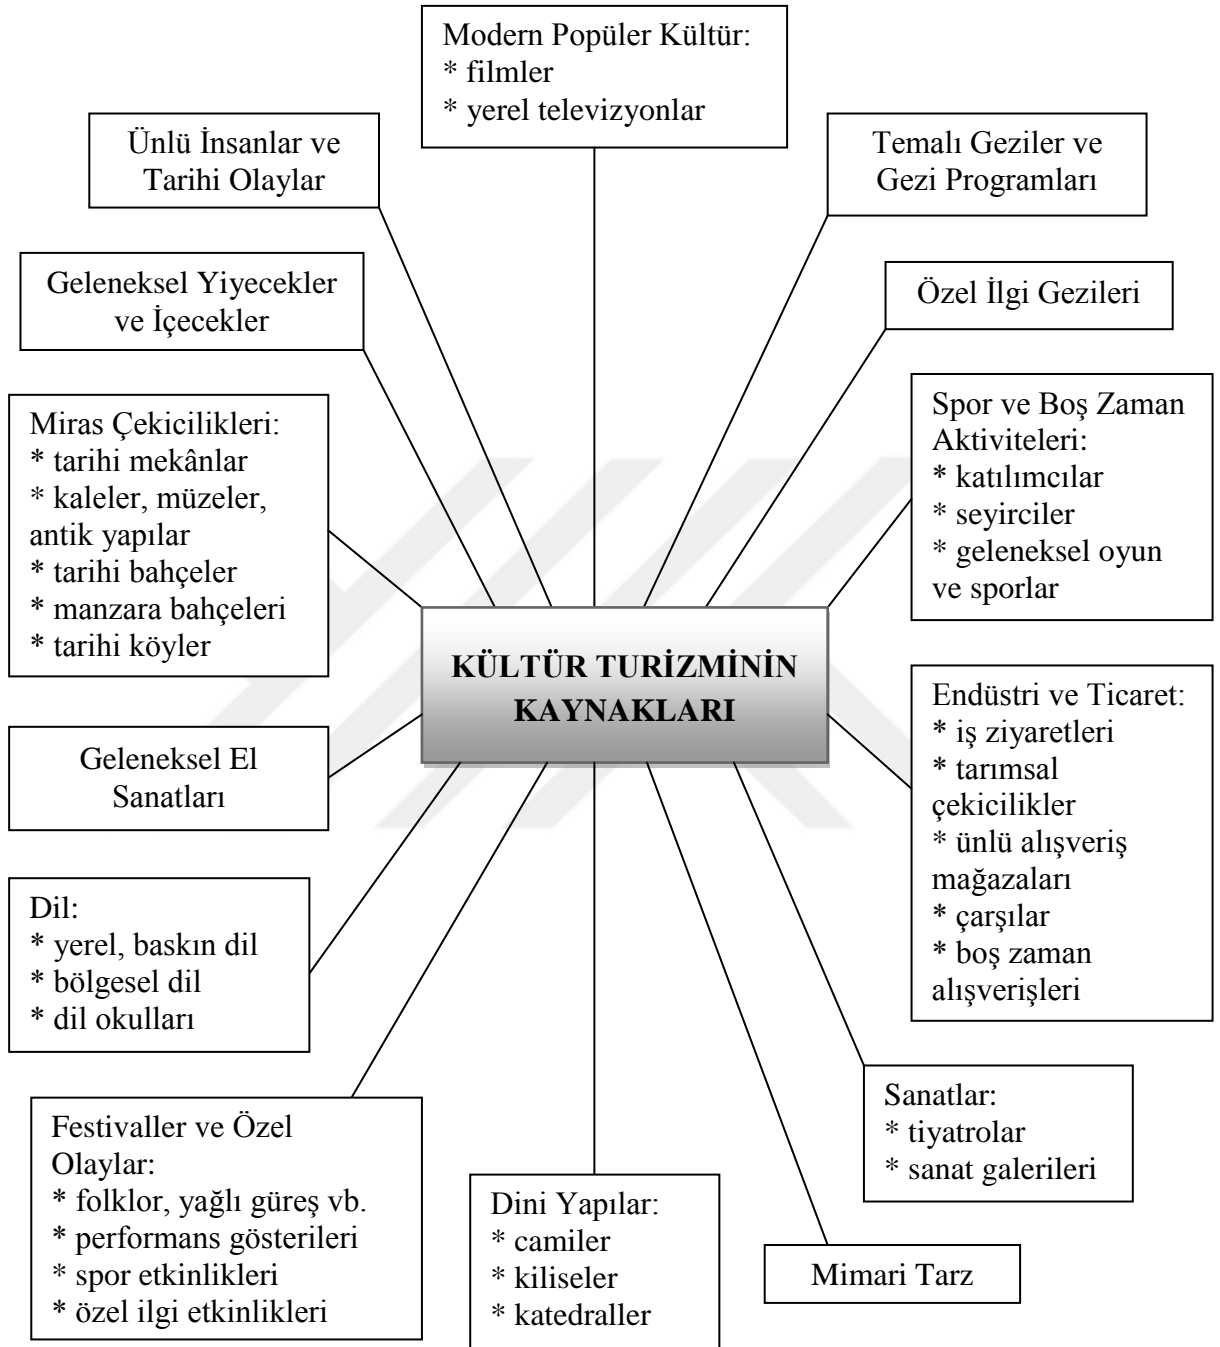 Modern Popüler Kültür:
* filmler
* yerel televizyonlar
Ünlü İnsanlar ve
Tarihi Olaylar
Temalı Geziler ve
Gezi Programları
Geleneksel Yiyecekler
ve İçecekler
Özel İlgi Gezileri
Miras Çekicilikleri:
* tarihi mekânlar
* kaleler, müzeler,
antik yapılar
* tarihi bahçeler
* manzara bahçeleri
* tarihi köyler
Spor ve Boş Zaman
Aktiviteleri:
* katılımcılar
* seyirciler
* geleneksel oyun
ve sporlar
KÜLTÜR TURİZMİNİN
KAYNAKLARI
Geleneksel El
Sanatları
Endüstri ve Ticaret:
* iş ziyaretleri
* tarımsal
çekicilikler
* ünlü alışveriş
mağazaları
* çarşılar
* boş zaman
alışverişleri
Dil:
* yerel, baskın dil
* bölgesel dil
* dil okulları
Sanatlar:
* tiyatrolar
* sanat galerileri
Festivaller ve Özel
Olaylar:
* folklor, yağlı güreş vb.
* performans gösterileri
* spor etkinlikleri
* özel ilgi etkinlikleri
Dini Yapılar:
* camiler
* kiliseler
* katedraller
Mimari Tarz